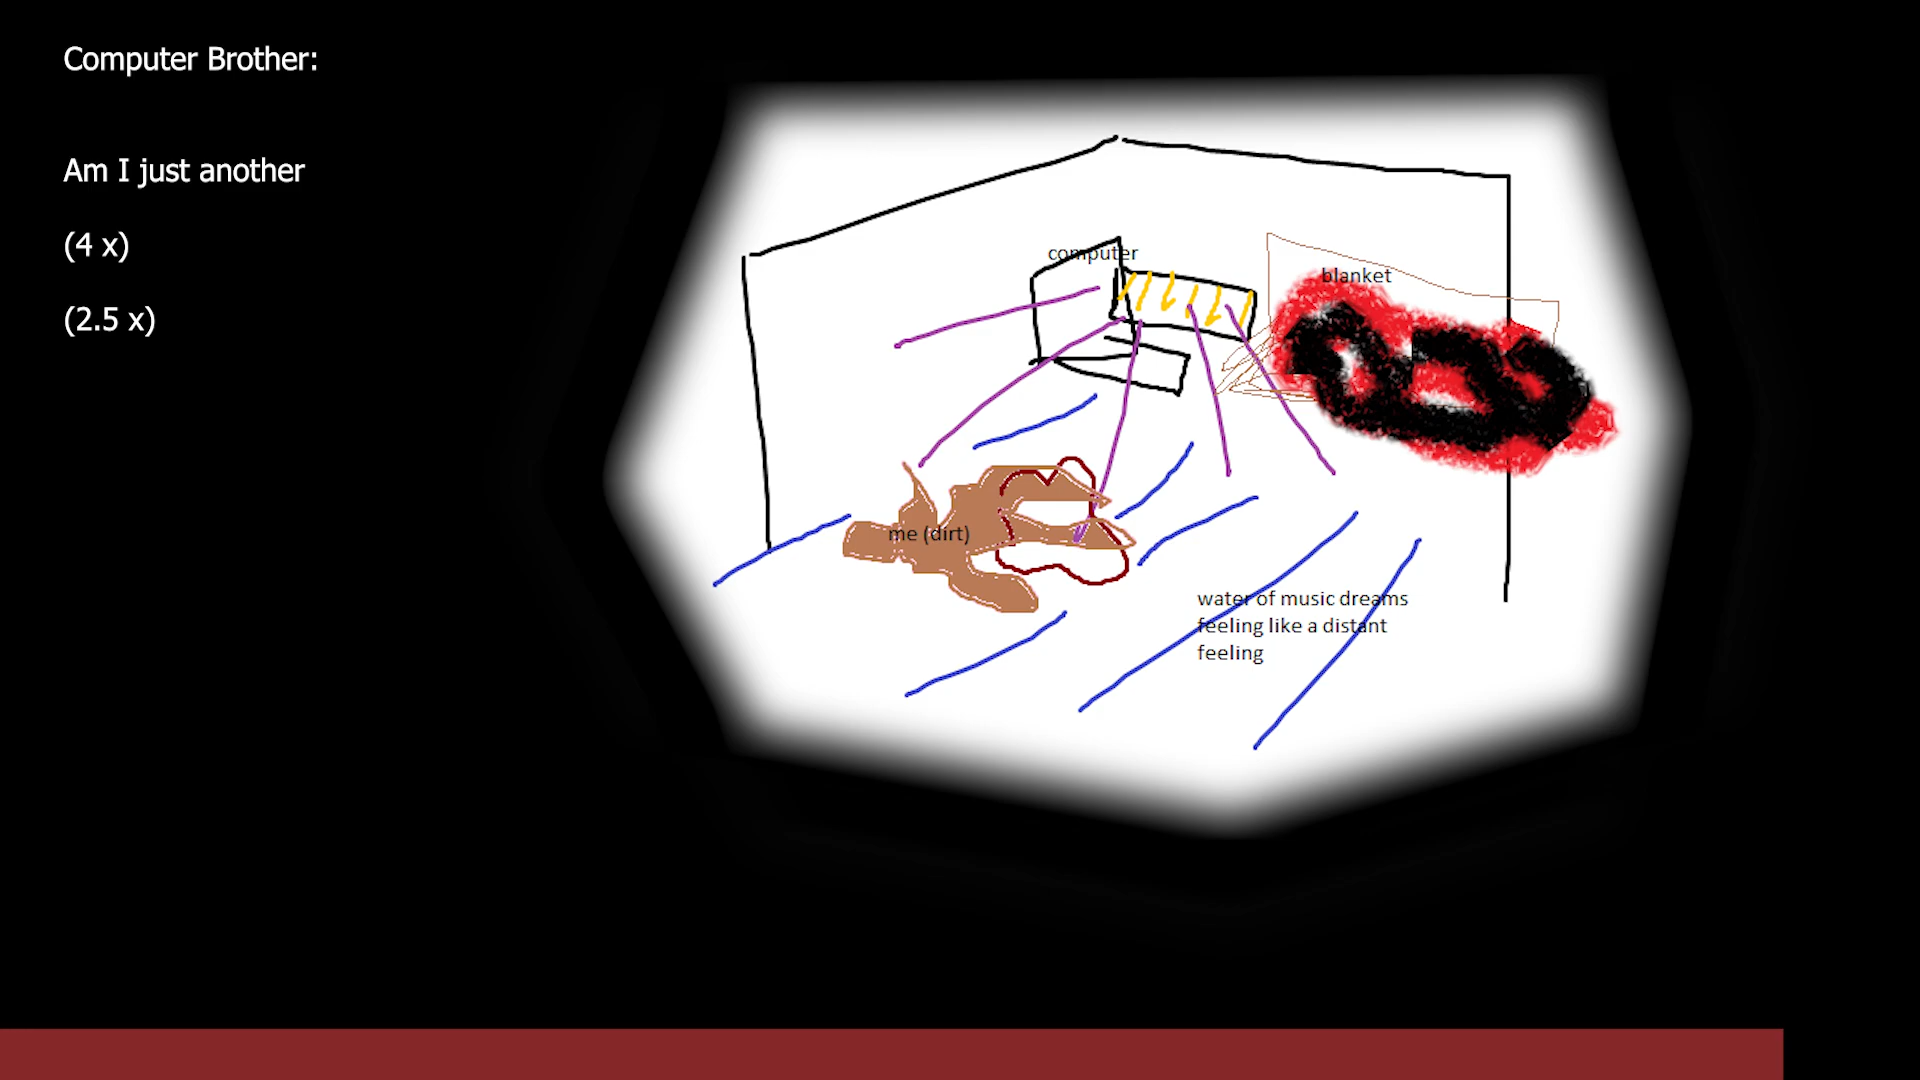 Computer Brother:
Am I just another
(4 x)
(2.5 x)
computer
blanket
me (dirt)
water of music dreams
feeling like a distant
feeling